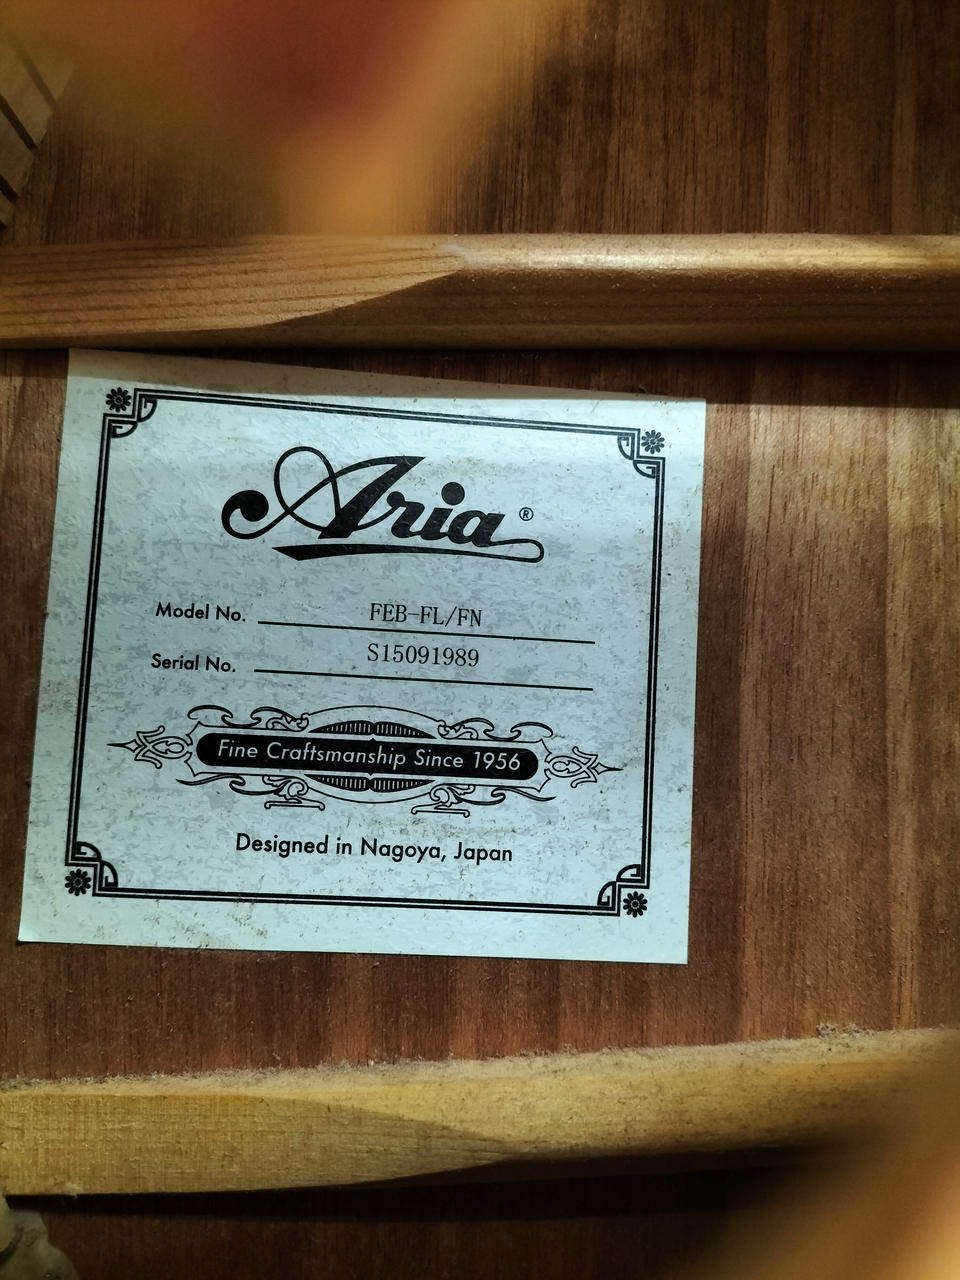 Aria®
Model No. FEB-FL/FN
Serial No. S15091989
Fine Craftsmanship Since 1956
Designed in Nagoya, Japan